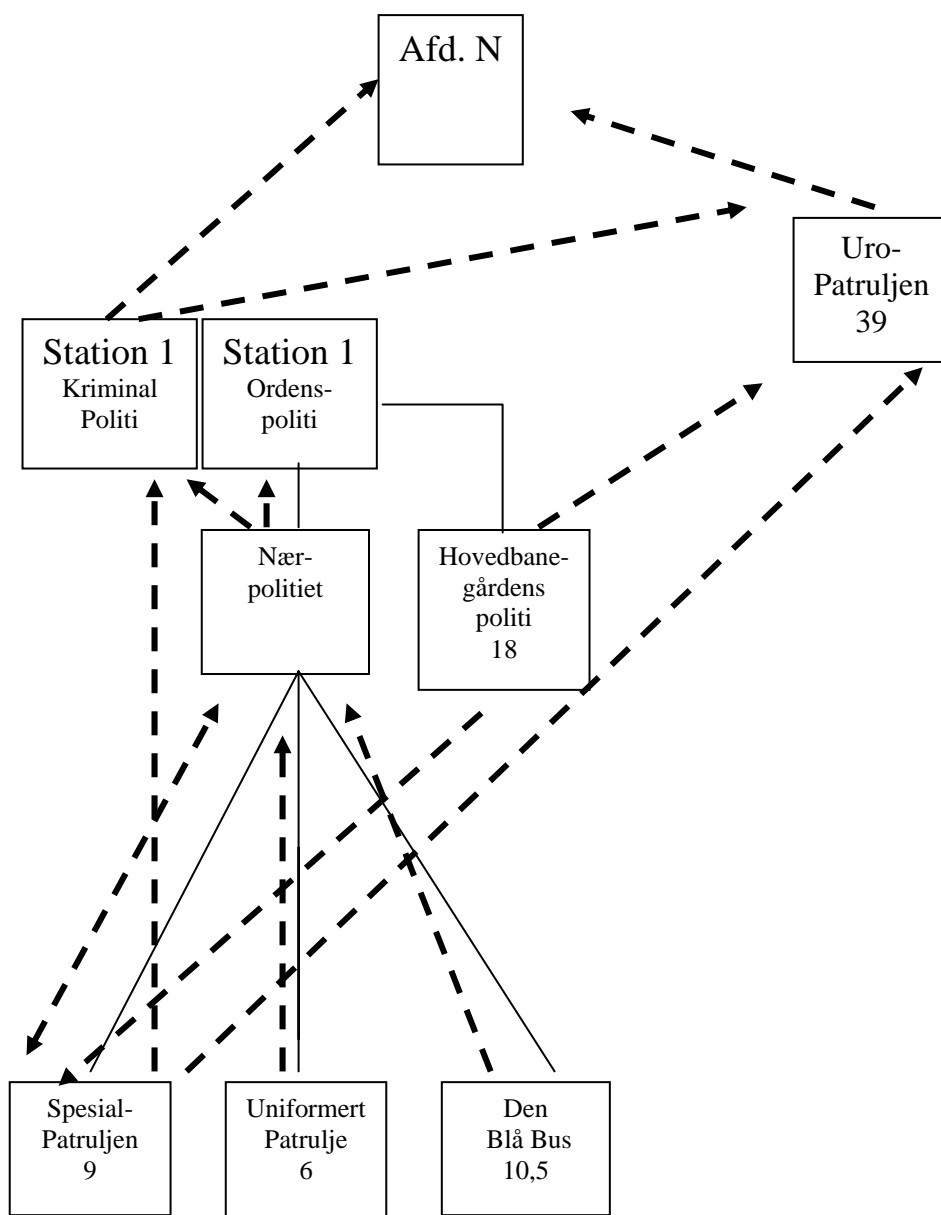 Afd. N
Uro-
Patruljen
39
Station 1
Kriminal
Politi
Station 1
Ordens-
politi
Nær-
politiet
Hovedbane-
gårdens
politi
18
Spesial-
Patruljen
9
Uniformert
Patrulje
6
Den
Blå Bus
10,5